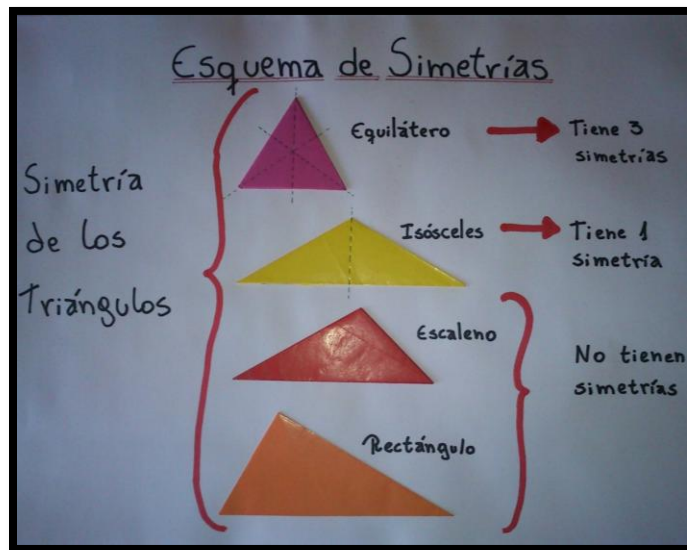 Esquema de Simetrías
Simetría
de los
Triángulos
Equilátero
Tiene 3
simetrías
Isósceles
Tiene 1
simetría
Escaleno
Rectángulo
No tienen
simetrías